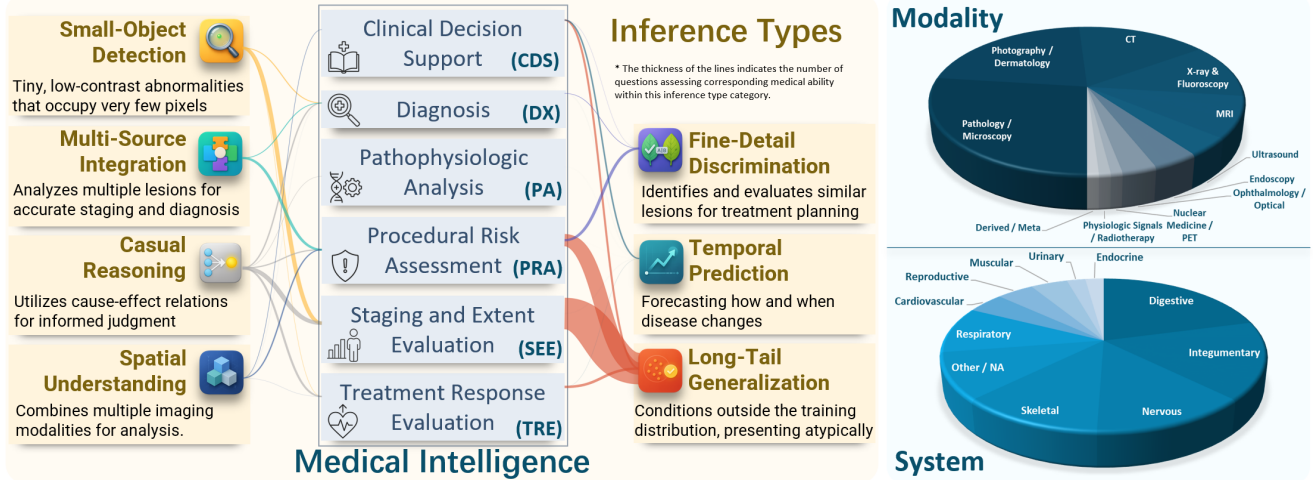 Small-Object
Detection
Tiny, low-contrast abnormalities
that occupy very few pixels
Multi-Source
Integration
Analyzes multiple lesions for
accurate staging and diagnosis
Casual
Reasoning
Utilizes cause-effect relations
for informed judgment
Spatial
Understanding
Combines multiple imaging
modalities for analysis.
Clinical Decision
Support (CDS)
Diagnosis (DX)
Pathophysiologic
Analysis (PA)
Procedural Risk
Assessment (PRA)
Staging and Extent
Evaluation (SEE)
Treatment Response
Evaluation (TRE)
Medical Intelligence
Inference Types
* The thickness of the lines indicates the number of
questions assessing corresponding medical ability
within this inference type category.
Fine-Detail
Discrimination
Identifies and evaluates similar
lesions for treatment planning
Temporal
Prediction
Forecasting how and when
disease changes
Long-Tail
Generalization
Conditions outside the training
distribution, presenting atypically
Modality
Photography /
Dermatology
CT
X-ray &
Fluoroscopy
MRI
Pathology /
Microscopy
Ultrasound
Endoscopy
Ophthalmology /
Optical
Nuclear
Medicine /
PET
Physiologic Signals
/ Radiotherapy
Derived / Meta
Urinary
Endocrine
Muscular
Reproductive
Cardiovascular
Respiratory
Other / NA
Skeletal
Nervous
Integumentary
Digestive
System